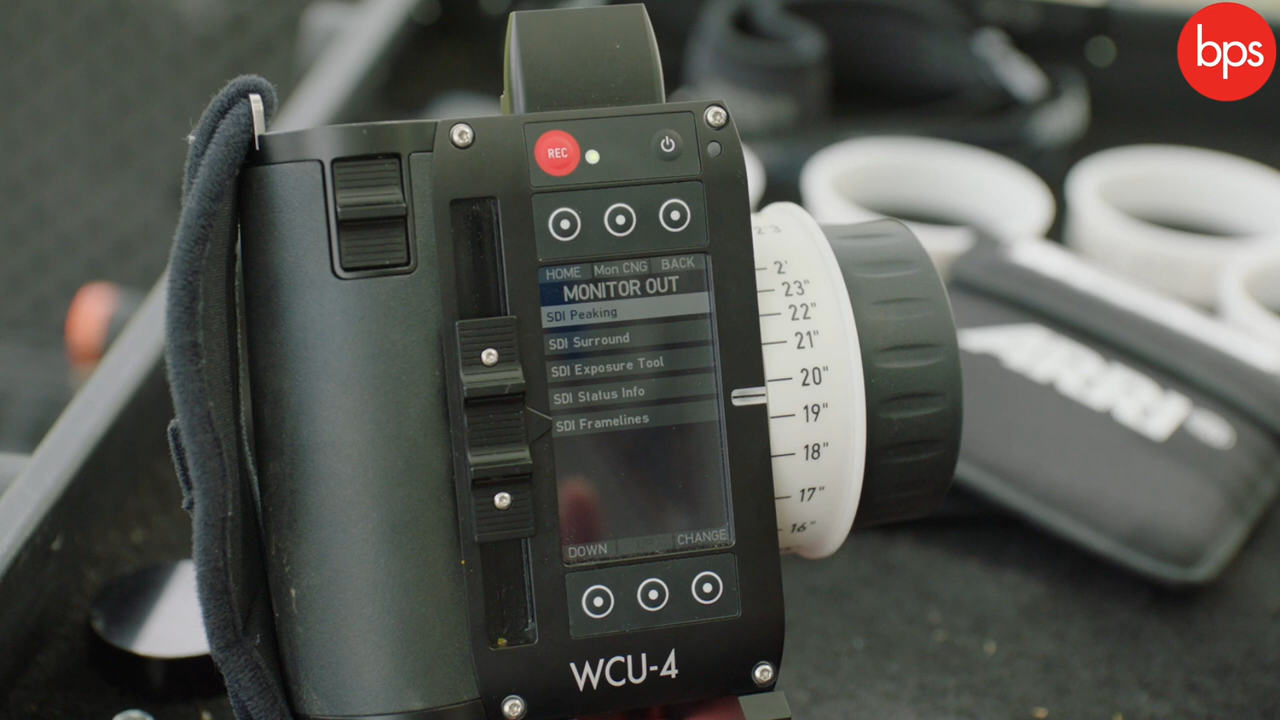 bps
REC
HOME Mon CNG BACK
MONITOR OUT
SDI Peaking
SDI Surround
SDI Exposure Tool
SDI Status Info
SDI Framelines
DOWN CHANGE
WCU-4
2'
23"
22"
21"
20"
19"
18"
17"
16"
ARRI